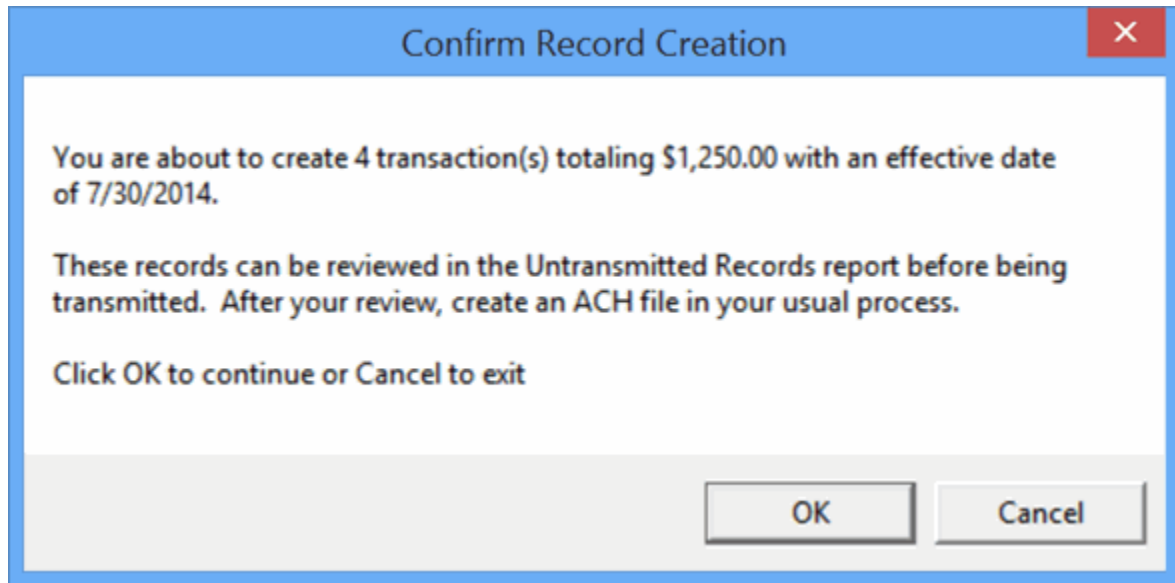 Confirm Record Creation
You are about to create 4 transaction(s) totaling $1,250.00 with an effective date
of 7/30/2014.
These records can be reviewed in the Untransmitted Records report before being
transmitted.  After your review, create an ACH file in your usual process.
Click OK to continue or Cancel to exit
OK
Cancel